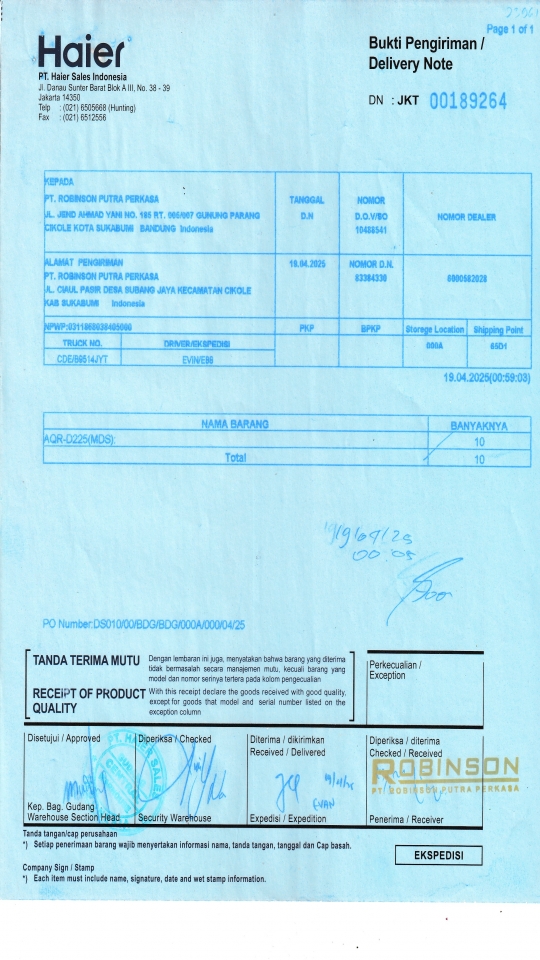 Page 1 of 1
Haier
PT. Haier Sales Indonesia
Jl. Danau Sunter Barat Blok A III, No. 38 - 39
Jakarta 14350
Telp : (021) 6505668 (Hunting)
Fax : (021) 6512556
Bukti Pengiriman /
Delivery Note
DN : JKT 00189264
KEPADA
PT. ROBINSON PUTRA PERKASA
JL. JEND AHMAD YANI NO. 185 RT. 005/007 GUNUNG PARANG
CIKOLE KOTA SUKABUMI BANDUNG Indonesia
TANGGAL
D.N
NOMOR
D.O.V/SO
10488541
NOMOR DEALER
ALAMAT PENGIRIMAN
PT. ROBINSON PUTRA PERKASA
JL. CIAUL PASIR DESA SUBANG JAYA KECAMATAN CIKOLE
KAB SUKABUMI Indonesia
19.04.2025
NOMOR D.N.
83384330
8000582028
PKP
BPKP
Storage Location
Shipping Point
TRUCK NO.
DRIVER/EKSPEDISI
000A
85D1
CDE/B9514JYT
19.04.2025(00:59:03)
NAMA BARANG
BANYAKNYA
AQR-D225(MDS):
10
Total
10
19/04/25
00:05
PO Number:DS010/00/BDG/BDG/000A/000/04/25
TANDA TERIMA MUTU
Dengan lembaran ini juga, menyatakan bahwa barang yang diterima
tidak bermasalah secara manajemen mutu, kecuali barang yang
model dan nomor serinya tertera pada kolom pengecualian
RECEIPT OF PRODUCT
QUALITY
With this receipt declare the goods received with good quality,
except for goods that model and serial number listed on the
exception column
Perkecualian /
Exception
Disetujui / Approved
Diperiksa / Checked
Diterima / dikirimkan
Received / Delivered
Diperiksa / diterima
Checked / Received
PT. HAIER SALES
ROBINSON
PT. ROBINSON PUTRA PERKASA
EVAN
Kep. Bag. Gudang
Warehouse Section Head
Security Warehouse
Expedisi / Expedition
Penerima / Receiver
Tanda tangan/cap perusahaan
*) Setiap penerimaan barang wajib menyertakan informasi nama, tanda tangan, tanggal dan Cap basah.
EKSPEDISI
Company Sign / Stamp
*) Each item must include name, signature, date and wet stamp information.